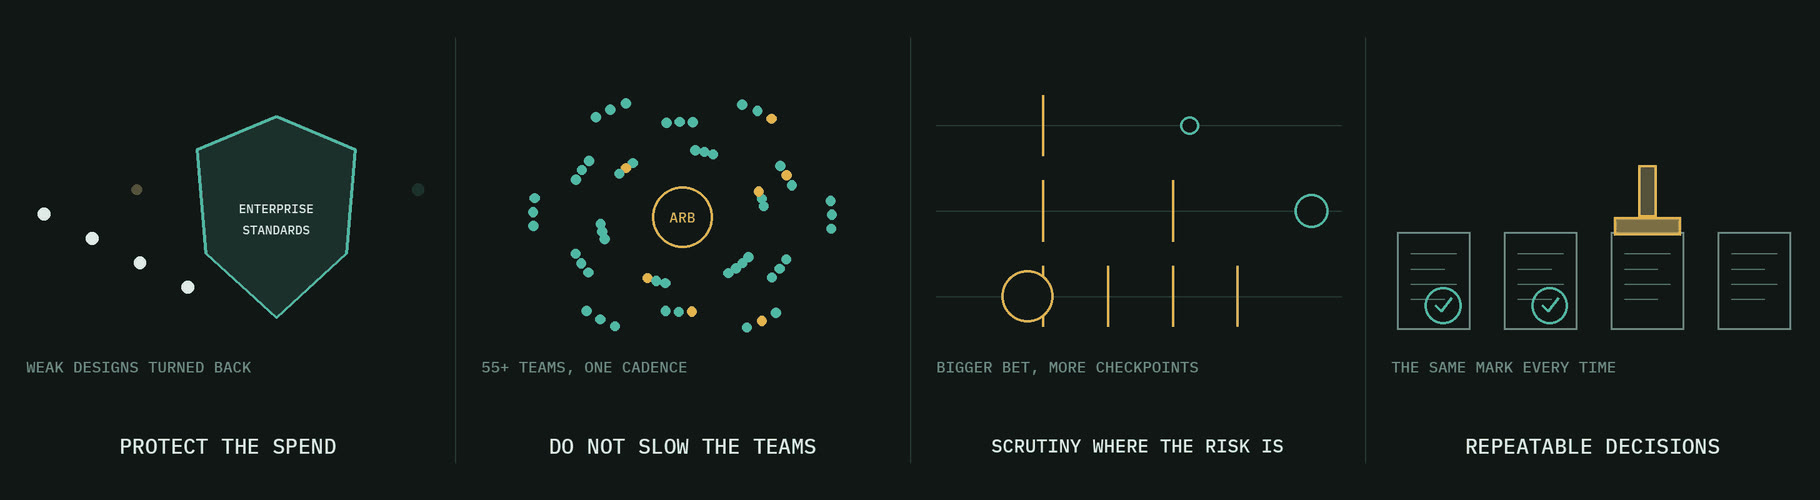 ENTERPRISE
STANDARDS
WEAK DESIGNS TURNED BACK
PROTECT THE SPEND
ARB
55+ TEAMS, ONE CADENCE
DO NOT SLOW THE TEAMS
BIGGER BET, MORE CHECKPOINTS
SCRUTINY WHERE THE RISK IS
THE SAME MARK EVERY TIME
REPEATABLE DECISIONS